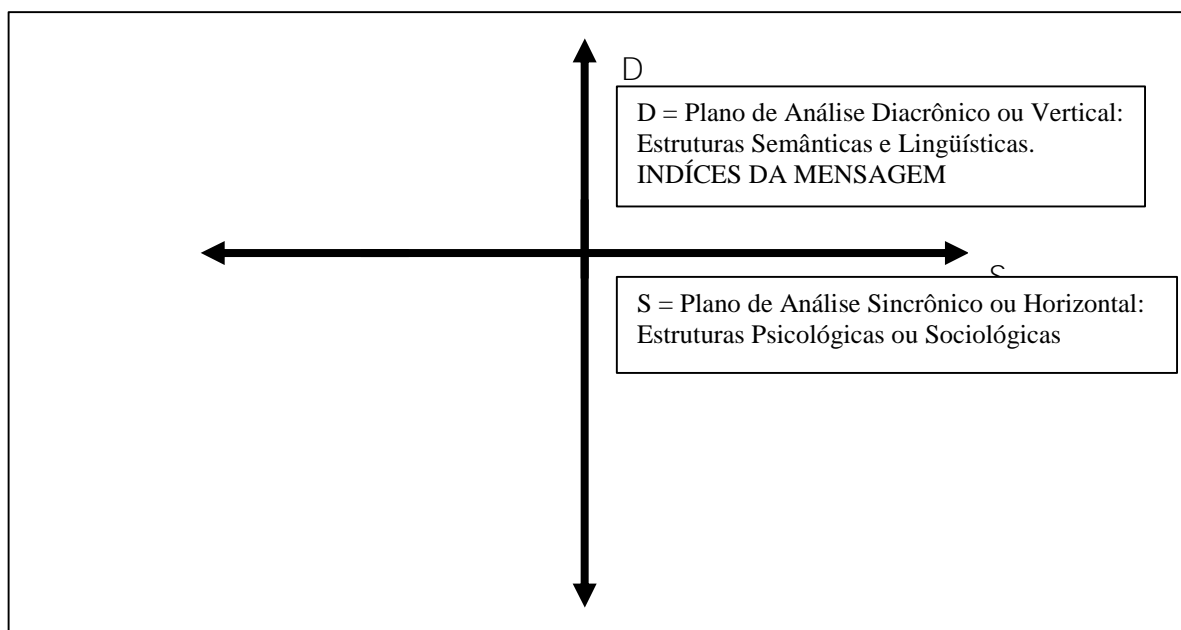 D
D = Plano de Análise Diacrônico ou Vertical:
Estruturas Semânticas e Lingüísticas.
INDÍCES DA MENSAGEM
S
S = Plano de Análise Sincrônico ou Horizontal:
Estruturas Psicológicas ou Sociológicas